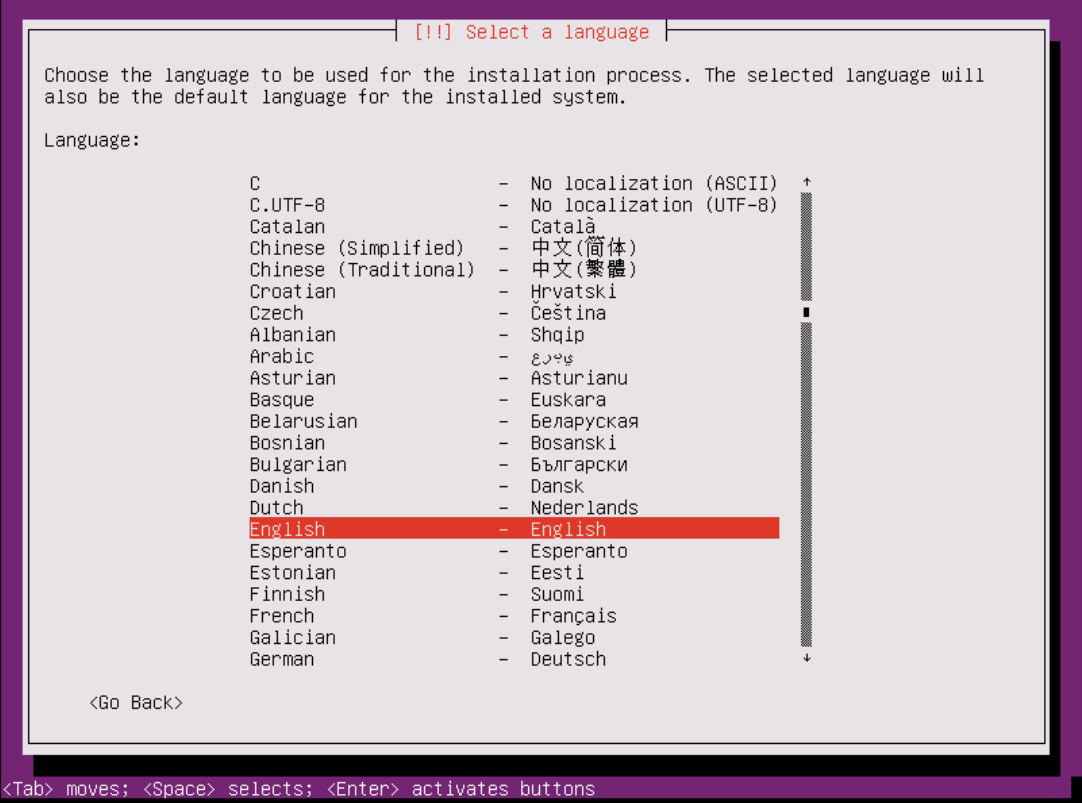 [!!] Select a language
Choose the language to be used for the installation process. The selected language will
also be the default language for the installed system.
Language:
C - No localization (ASCII)
C.UTF-8 - No localization (UTF-8)
Catalan - Català
Chinese (Simplified) - 中文(简体)
Chinese (Traditional) - 中文(繁體)
Croatian - Hrvatski
Czech - Čeština
Albanian - Shqip
Arabic - عربي
Asturian - Asturianu
Basque - Euskara
Belarusian - Беларуская
Bosnian - Bosanski
Bulgarian - Български
Danish - Dansk
Dutch - Nederlands
English - English
Esperanto - Esperanto
Estonian - Eesti
Finnish - Suomi
French - Français
Galician - Galego
German - Deutsch
<Go Back>
<Tab> moves; <Space> selects; <Enter> activates buttons